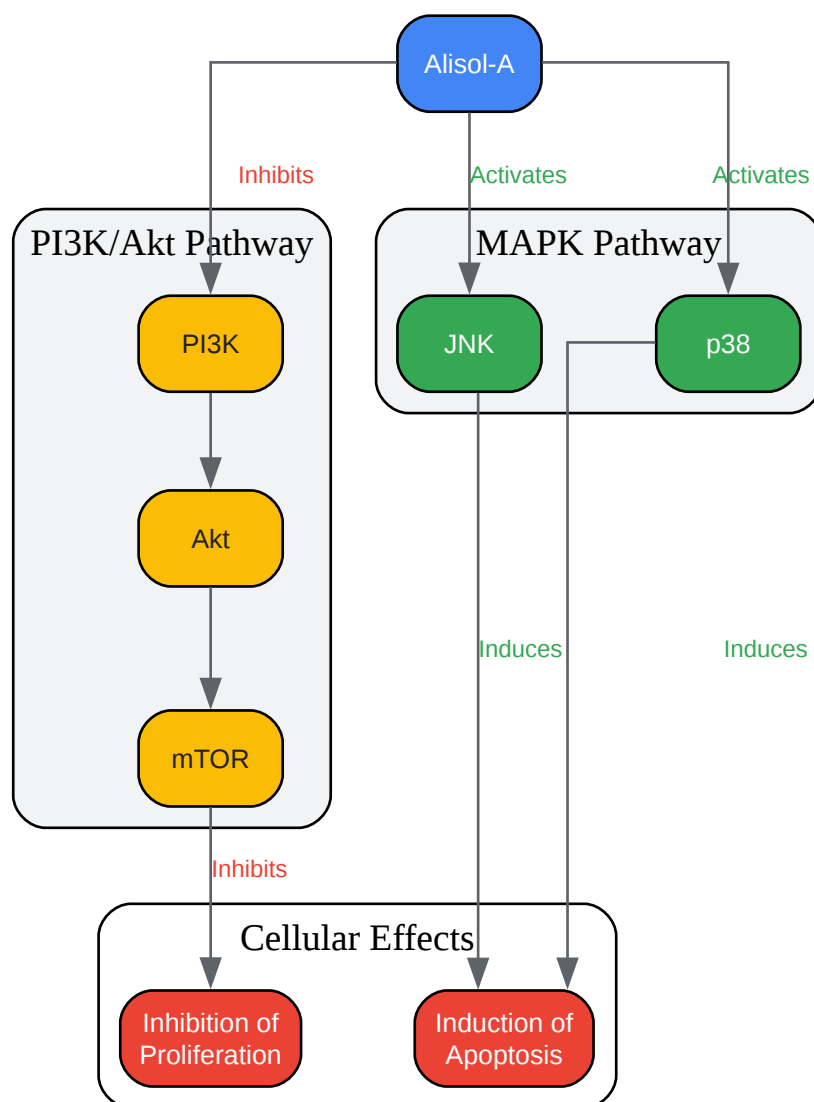 Alisol-A
Inhibits
Activates
Activates
PI3K/Akt Pathway
MAPK Pathway
PI3K
JNK
p38
Akt
Induces
Induces
mTOR
Inhibits
Cellular Effects
Inhibition of
Proliferation
Induction of
Apoptosis